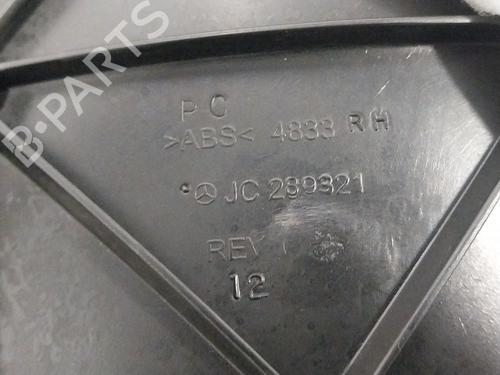 P C
>ABS< 4833 RH
JC 289321
REV
12
B-PARTS